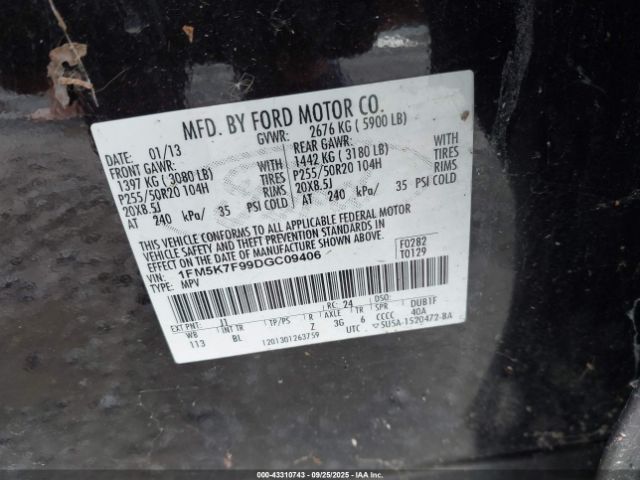 MFD. BY FORD MOTOR CO.
DATE: 01/13 GVWR: 2676 KG ( 5900 LB)
FRONT GAWR: WITH REAR GAWR: WITH
1397 KG ( 3080 LB) TIRES 1442 KG ( 3180 LB) TIRES
P255/50R20 104H RIMS P255/50R20 104H RIMS
20X8.5J 20X8.5J
AT 240 kPa/ 35 PSI COLD AT 240 kPa/ 35 PSI COLD
THIS VEHICLE CONFORMS TO ALL APPLICABLE FEDERAL MOTOR
VEHICLE SAFETY AND THEFT PREVENTION STANDARDS IN
EFFECT ON THE DATE OF MANUFACTURE SHOWN ABOVE.
VIN: 1FM5K7F99DGC09406 F0282
TYPE: MPV T0129
EXT PNT: J1 RC: 24 DSO:
WB INT TR TP/PS R AXLE TR SPR DUB1F
113 BL Z 3G 6 CCCC 40A
1201301263759 UTC SU5A-1520472-BA
000-43310743 - 09/25/2025 - IAAI.COM